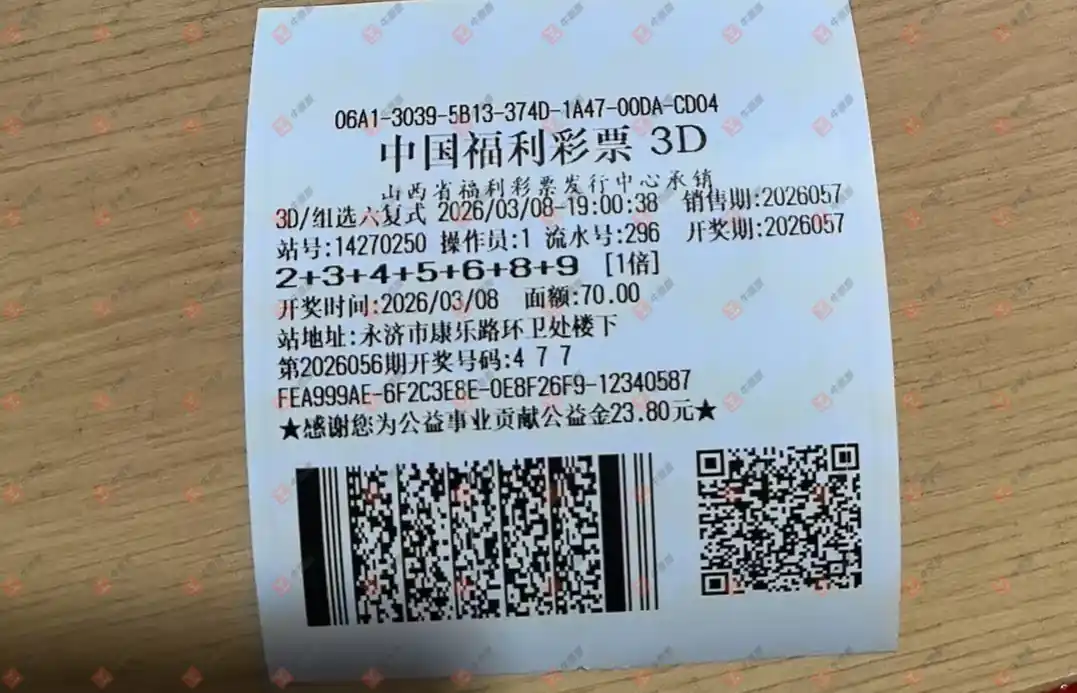 06A1-3039-5B13-374D-1A47-00DA-CD04
中国福利彩票 3D
山西省福利彩票发行中心承销
3D/组选六复式 2026/03/08-19:00:38 销售期:2026057
站号:14270250 操作员:1 流水号:296 开奖期:2026057
2+3+4+5+6+8+9 [1倍]
开奖时间:2026/03/08 面额:70.00
站地址:永济市康乐路环卫处楼下
第2026056期开奖号码:4 7 7
FEA999AE-6F2C3E8E-0E8F26F9-12340587
★感谢您为公益事业贡献公益金23.80元★